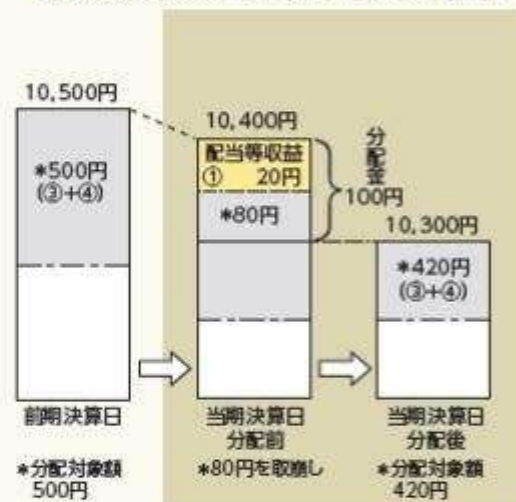 10,500円
*500円
(③+④)
前期決算日
*分配対象額
500円
10,400円
配当等収益
① 20円
*80円
分配金
100円
当期決算日
分配前
*80円を取崩し
10,300円
*420円
(③+④)
当期決算日
分配後
*分配対象額
420円